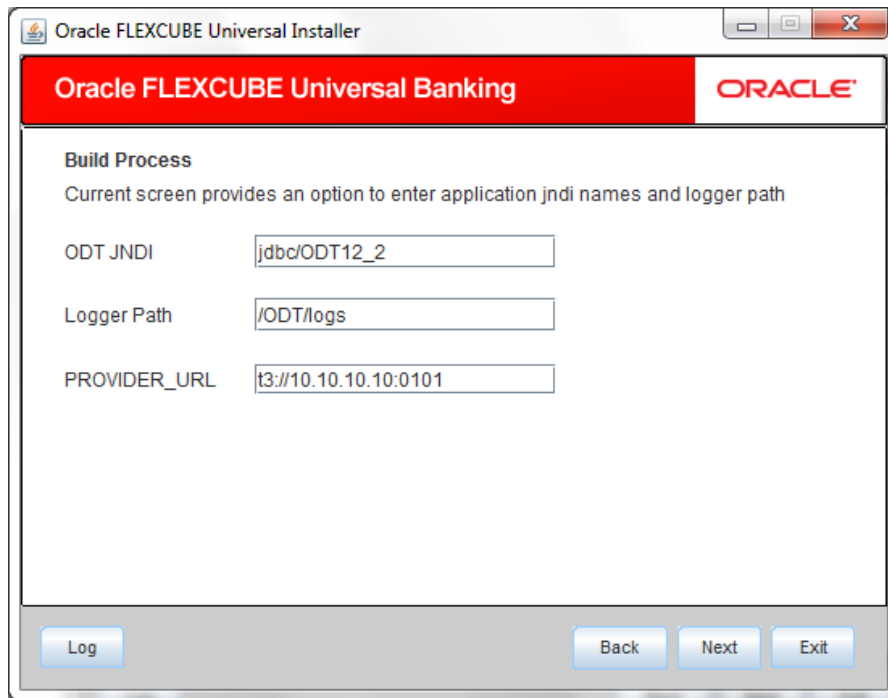 Oracle FLEXCUBE Universal Installer
Oracle FLEXCUBE Universal Banking
ORACLE
Build Process
Current screen provides an option to enter application jndi names and logger path
ODT JNDI jdbc/ODT12_2
Logger Path /ODT/logs
PROVIDER_URL t3://10.10.10.10:0101
Log Back Next Exit